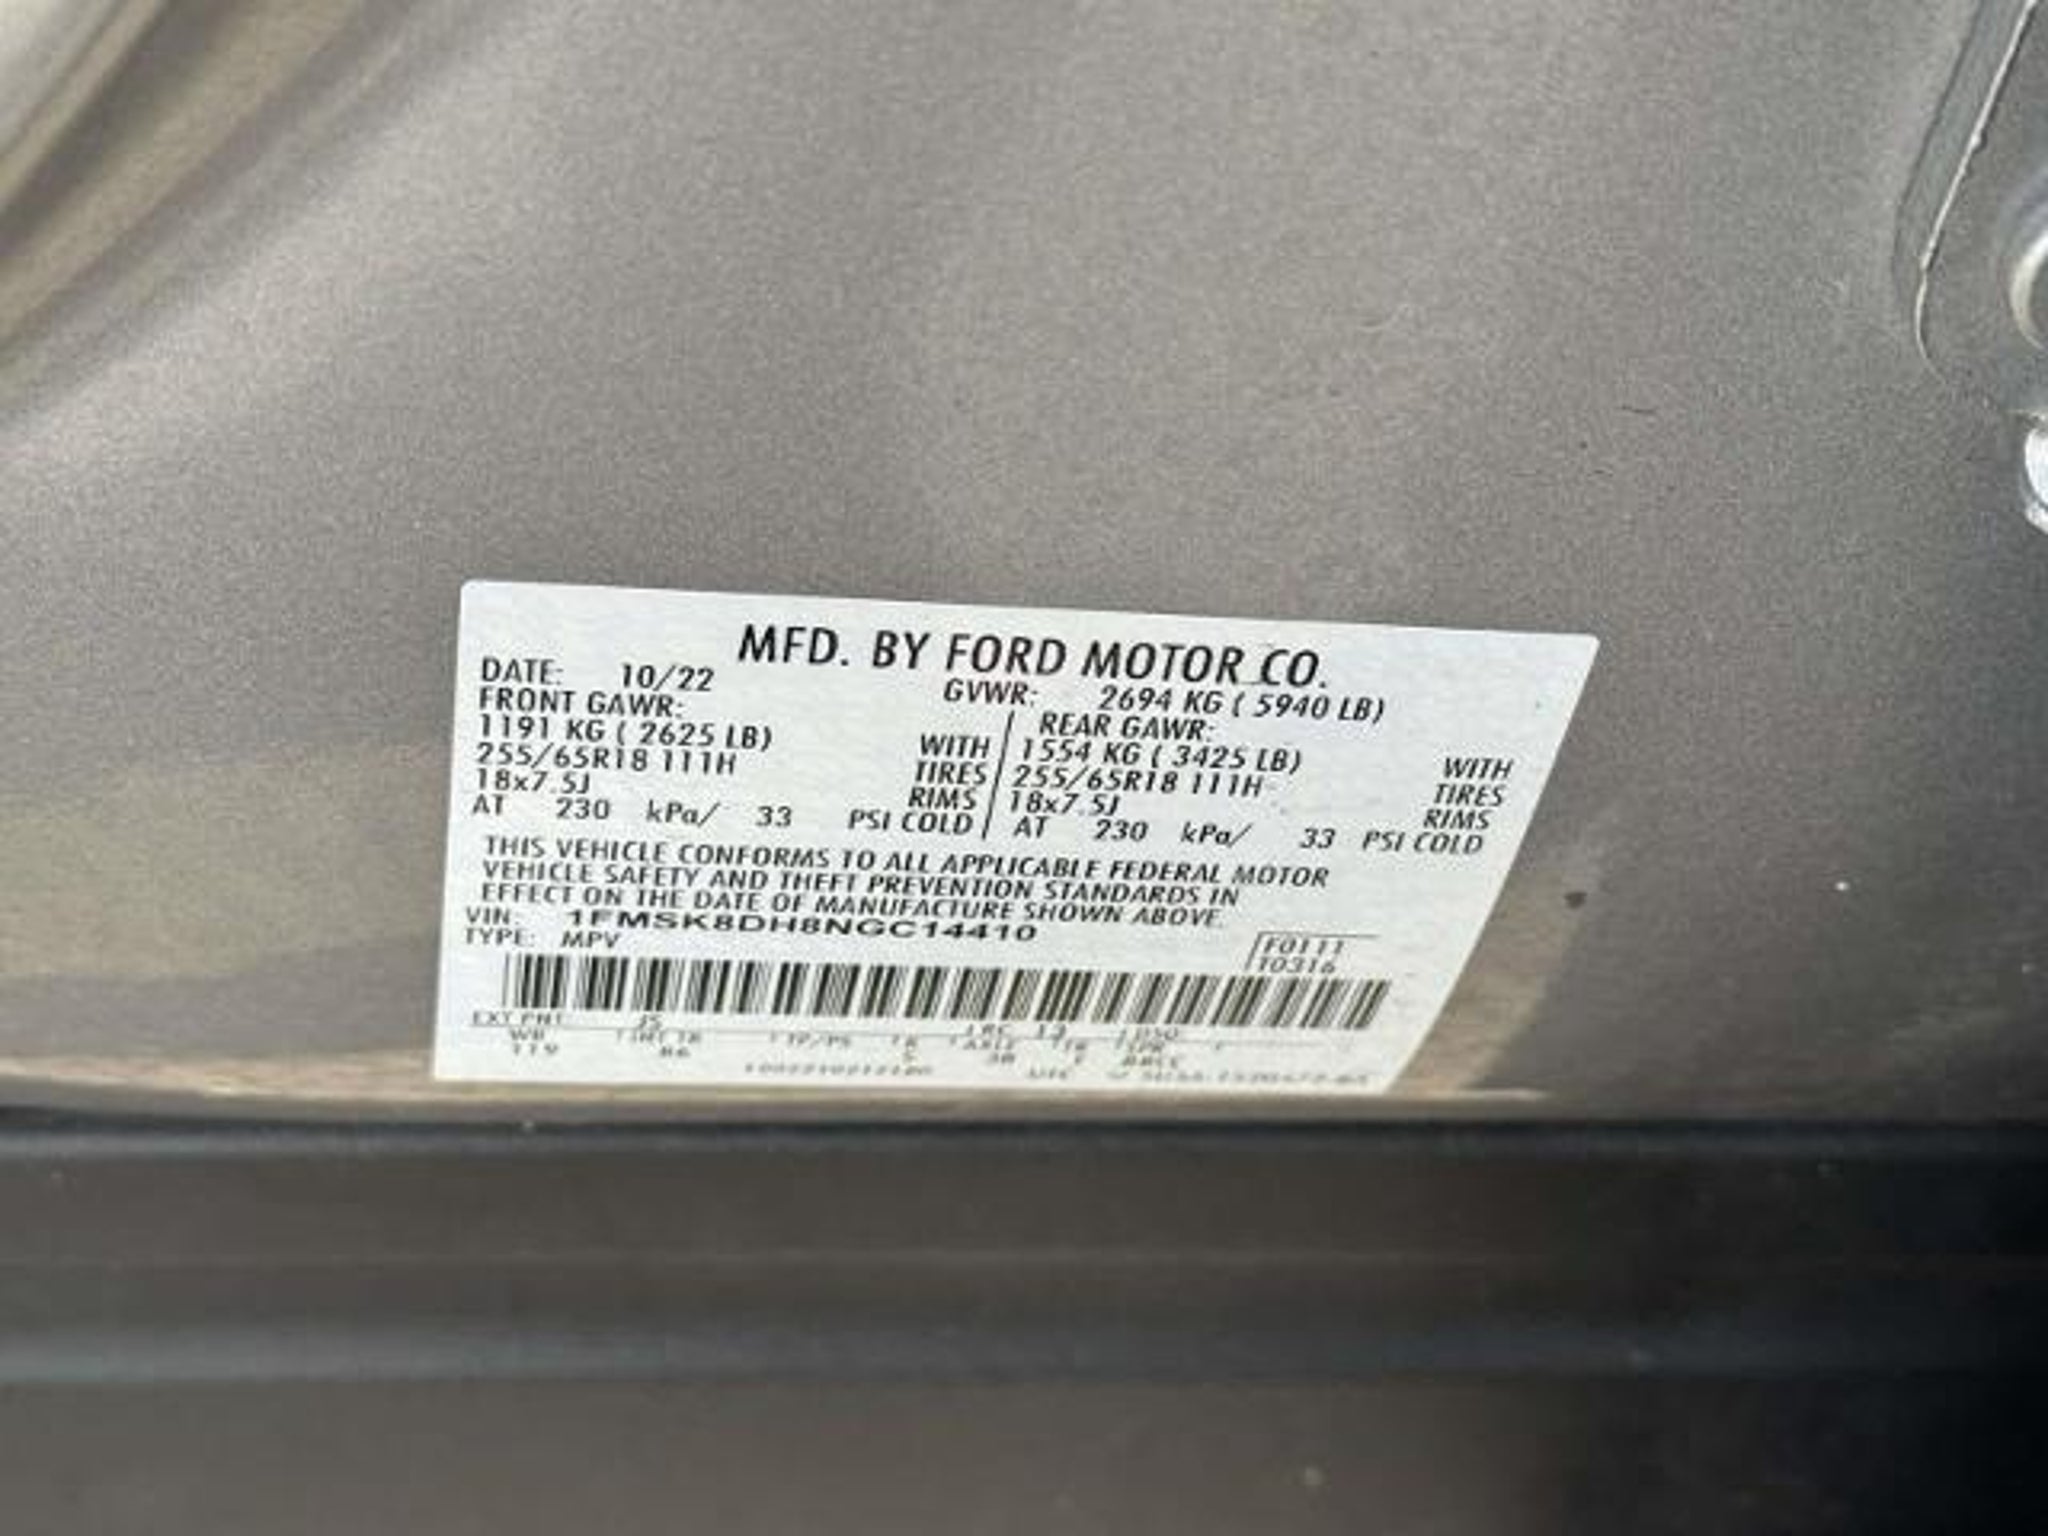 MFD. BY FORD MOTOR CO.
DATE: 10/22 GVWR: 2694 KG ( 5940 LB)
FRONT GAWR: REAR GAWR:
1191 KG ( 2625 LB) WITH 1554 KG ( 3425 LB) WITH
255/65R18 111H TIRES 255/65R18 111H TIRES
18x7.5J RIMS 18x7.5J RIMS
AT 230 kPa/ 33 PSI COLD AT 230 kPa/ 33 PSI COLD
THIS VEHICLE CONFORMS TO ALL APPLICABLE FEDERAL MOTOR
VEHICLE SAFETY AND THEFT PREVENTION STANDARDS IN
EFFECT ON THE DATE OF MANUFACTURE SHOWN ABOVE.
VIN: 1FMSK8DH8NGC14410
TYPE: MPV
F0111
T0316
EXT PNT
WB
119